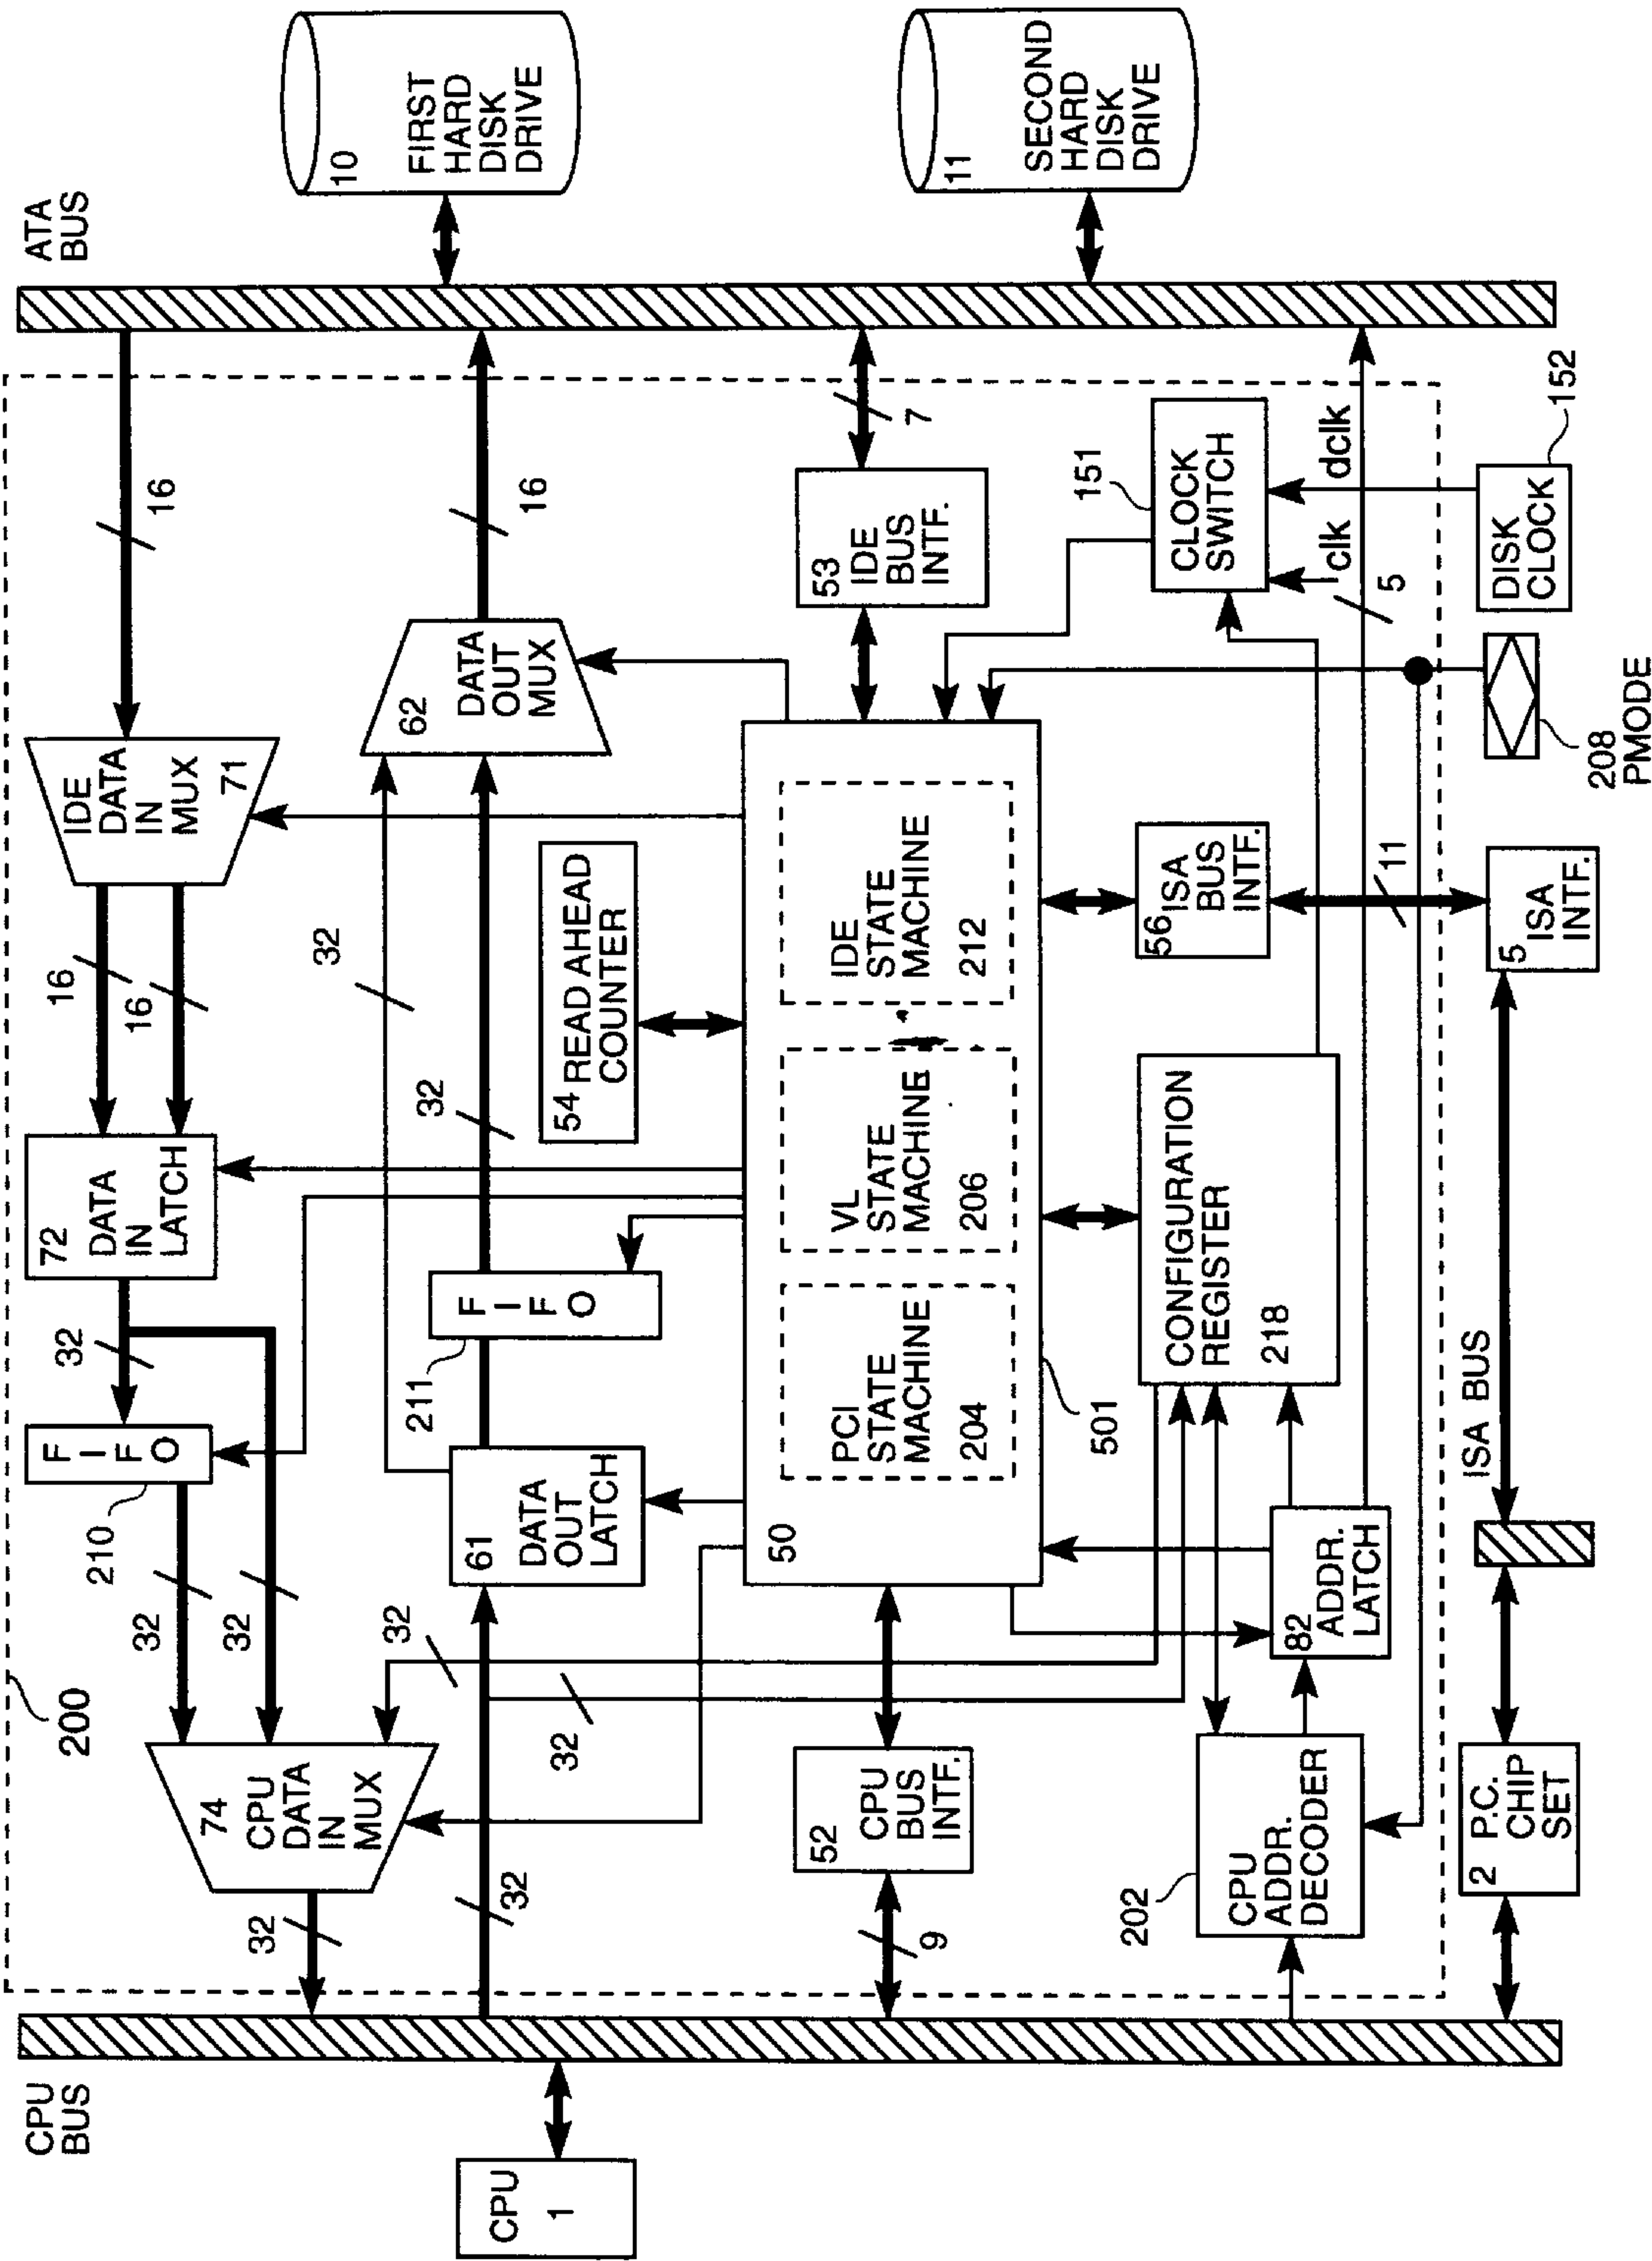 CPU
BUS
ATA
BUS
CPU
1
200
32
74
CPU
DATA
IN
MUX
32
32
210
F
I
F
O
32
72
DATA
IN
LATCH
16
16
IDE
DATA
IN
MUX
71
16
10
FIRST
HARD
DISK
DRIVE
32
32
32
61
DATA
OUT
LATCH
211
F
I
F
O
32
32
54
READ AHEAD
COUNTER
62
DATA
OUT
MUX
16
9
52
CPU
BUS
INTF.
50
PCI
STATE
MACHINE
204
VL
STATE
MACHINE
206
IDE
STATE
MACHINE
212
501
53
IDE
BUS
INTF.
7
11
SECOND
HARD
DISK
DRIVE
202
CPU
ADDR.
DECODER
82
ADDR.
LATCH
CONFIGURATION
REGISTER
218
56
ISA
BUS
INTF.
11
151
CLOCK
SWITCH
clk
dclk
5
2
P.C.
CHIP
SET
ISA BUS
5
ISA
INTF.
208
PMODE
DISK
CLOCK
152